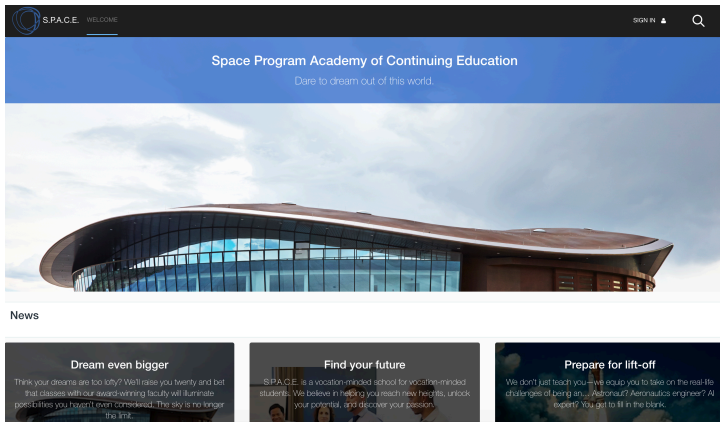 S.P.A.C.E.
WELCOME
SIGN IN
Space Program Academy of Continuing Education
Dare to dream out of this world.
News
Dream even bigger
Think your dreams are too lofty? We'll raise you twenty and bet
that classes with our award-winning faculty will illuminate
possibilities you haven't even considered. The sky is no longer
the limit.
Find your future
S.P.A.C.E. is a vocation-minded school for vocation-minded
students. We believe in helping you reach new heights, unlock
your potential, and discover your passion.
Prepare for lift-off
We don't just teach you—we equip you to take on the real-life
challenges of being an... Astronaut? Aeronautics engineer? AI
expert? You get to fill in the blank.